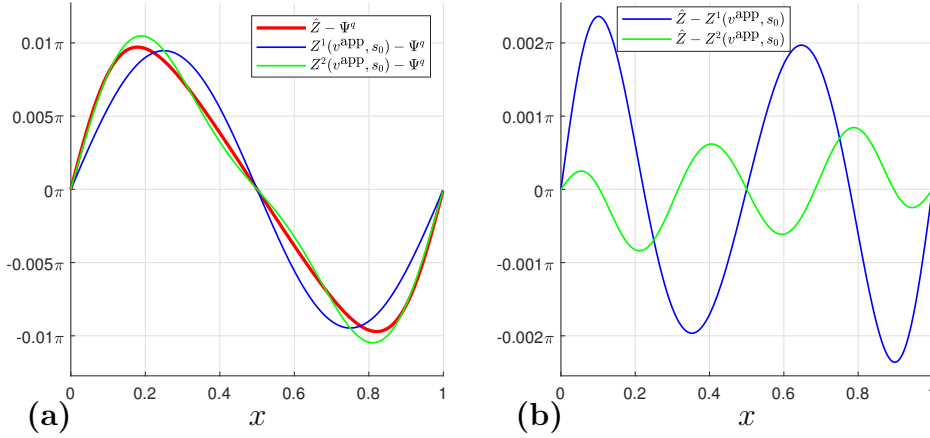 0.01π
0.005π
0π
-0.005π
-0.01π
0
0.2
0.4
0.6
0.8
1
x
(a)
Ẑ − Ψ^q
Z^1(v^app, s_0) − Ψ^q
Z^2(v^app, s_0) − Ψ^q
0.002π
0.001π
0π
-0.001π
-0.002π
0
0.2
0.4
0.6
0.8
1
x
(b)
Ẑ − Z^1(v^app, s_0)
Ẑ − Z^2(v^app, s_0)